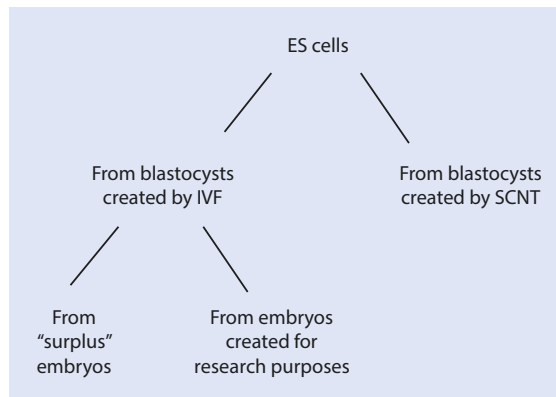 ES cells
From blastocysts
created by IVF
From blastocysts
created by SCNT
From
“surplus”
embryos
From embryos
created for
research purposes